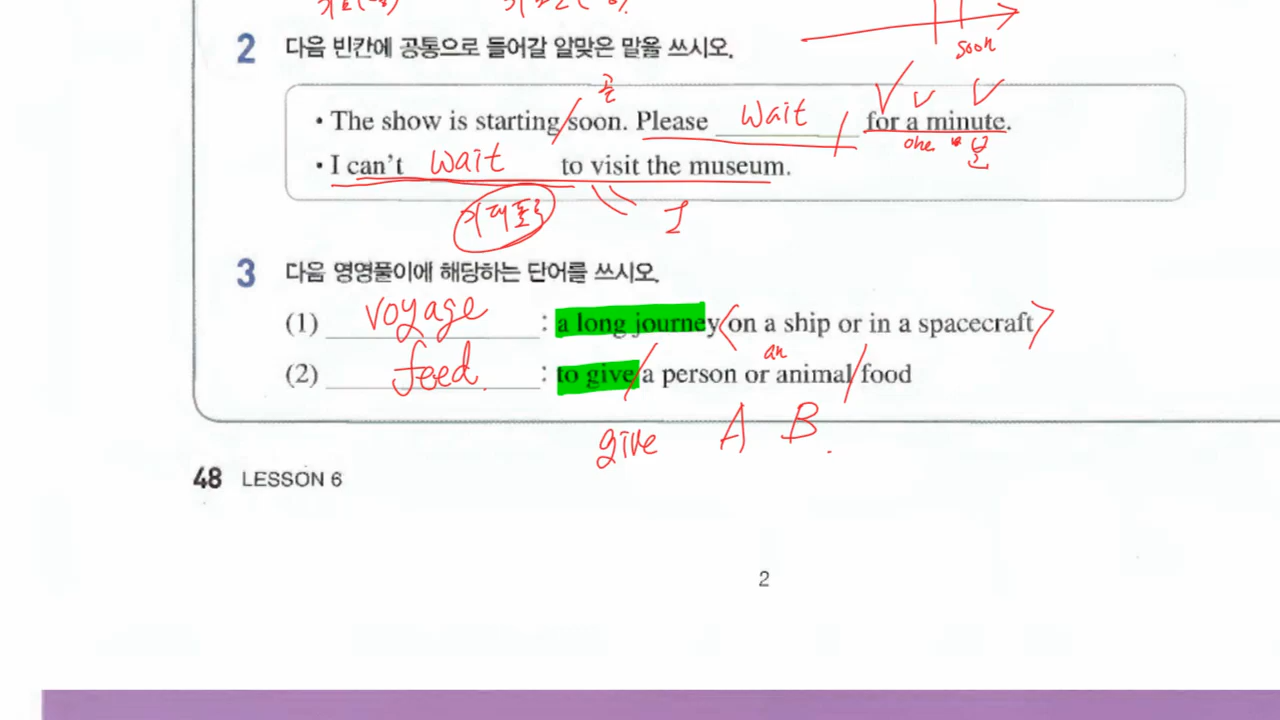 soon
2 다음 빈칸에 공통으로 들어갈 알맞은 말을 쓰시오.
곧
• The show is starting soon. Please wait for a minute.
one 분
• I can't wait to visit the museum.
3 다음 영영풀이에 해당하는 단어를 쓰시오.
(1) voyage : a long journey on a ship or in a spacecraft
an
(2) feed : to give a person or animal food
give A B.
48 LESSON 6
2